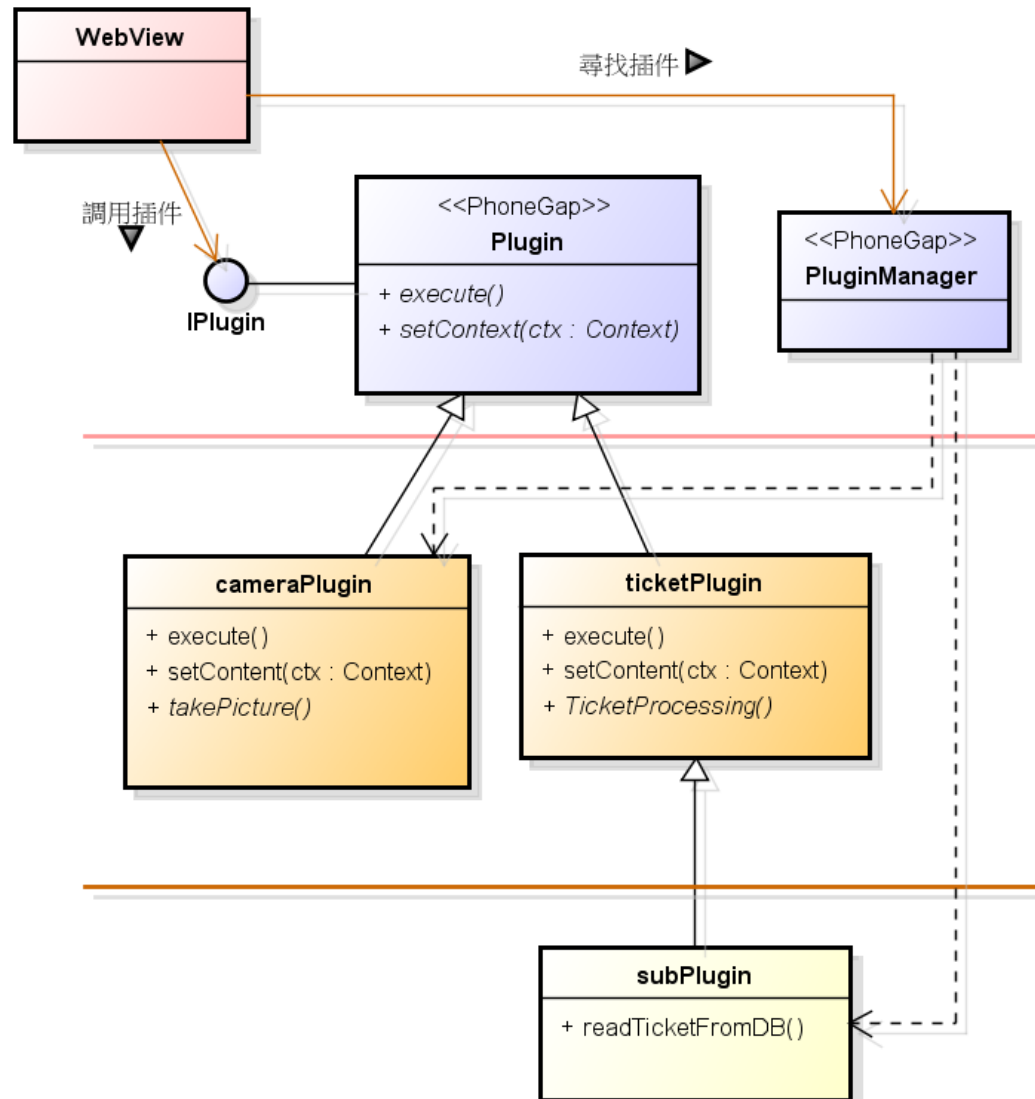 WebView
尋找插件
調用插件
<<PhoneGap>>
Plugin
+ execute()
+ setContext(ctx : Context)
<<PhoneGap>>
PluginManager
IPlugin
cameraPlugin
+ execute()
+ setContent(ctx : Context)
+ takePicture()
ticketPlugin
+ execute()
+ setContent(ctx : Context)
+ TicketProcessing()
subPlugin
+ readTicketFromDB()